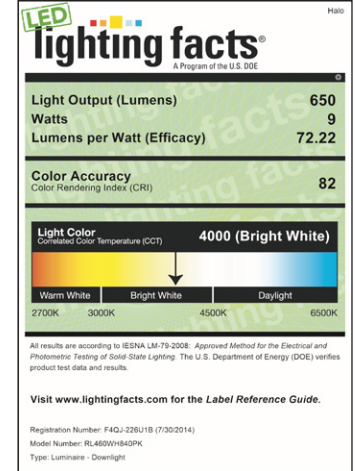 Halo
LED
lighting facts®
A Program of the U.S. DOE
Light Output (Lumens) 650
Watts 9
Lumens per Watt (Efficacy) 72.22
Color Accuracy 82
Color Rendering Index (CRI)
Light Color 4000 (Bright White)
Correlated Color Temperature (CCT)
Warm White Bright White Daylight
2700K 3000K 4500K 6500K
All results are according to IESNA LM-79-2008: Approved Method for the Electrical and
Photometric Testing of Solid-State Lighting. The U.S. Department of Energy (DOE) verifies
product test data and results.
Visit www.lightingfacts.com for the Label Reference Guide.
Registration Number: F4QJ-226U1B (7/30/2014)
Model Number: RL460WH840PK
Type: Luminaire - Downlight